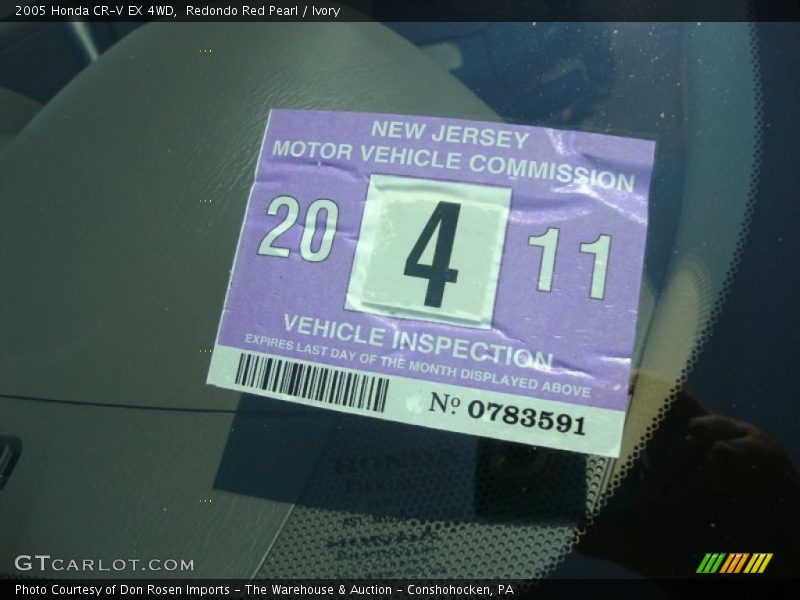 2005 Honda CR-V EX 4WD,  Redondo Red Pearl / Ivory
NEW JERSEY
MOTOR VEHICLE COMMISSION
20 4 11
VEHICLE INSPECTION
EXPIRES LAST DAY OF THE MONTH DISPLAYED ABOVE
Nº 0783591
HONDA
PILKINGTON
GTCARLOT.COM
Photo Courtesy of Don Rosen Imports – The Warehouse & Auction – Conshohocken, PA